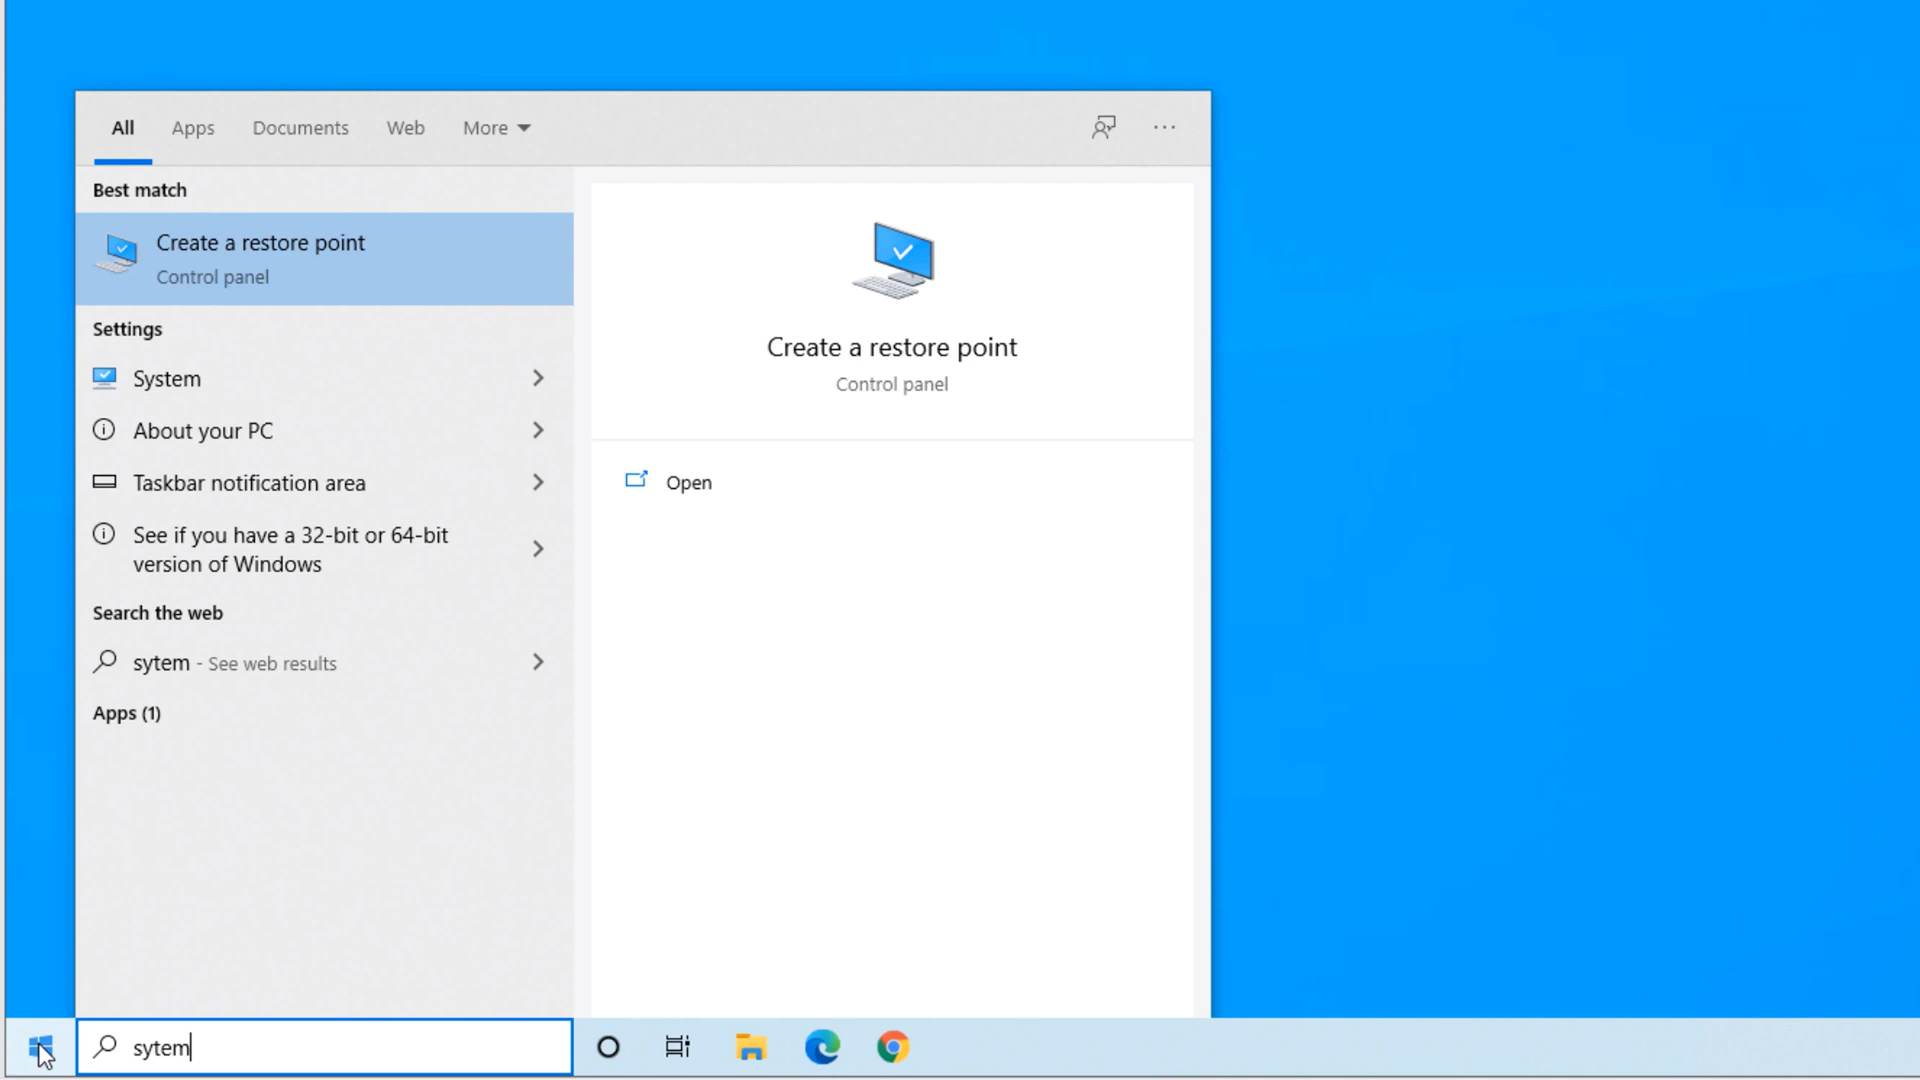 All Apps Documents Web More
Best match
Create a restore point
Control panel
Settings
System
About your PC
Taskbar notification area
See if you have a 32-bit or 64-bit
version of Windows
Search the web
sytem - See web results
Apps (1)
Create a restore point
Control panel
Open
sytem